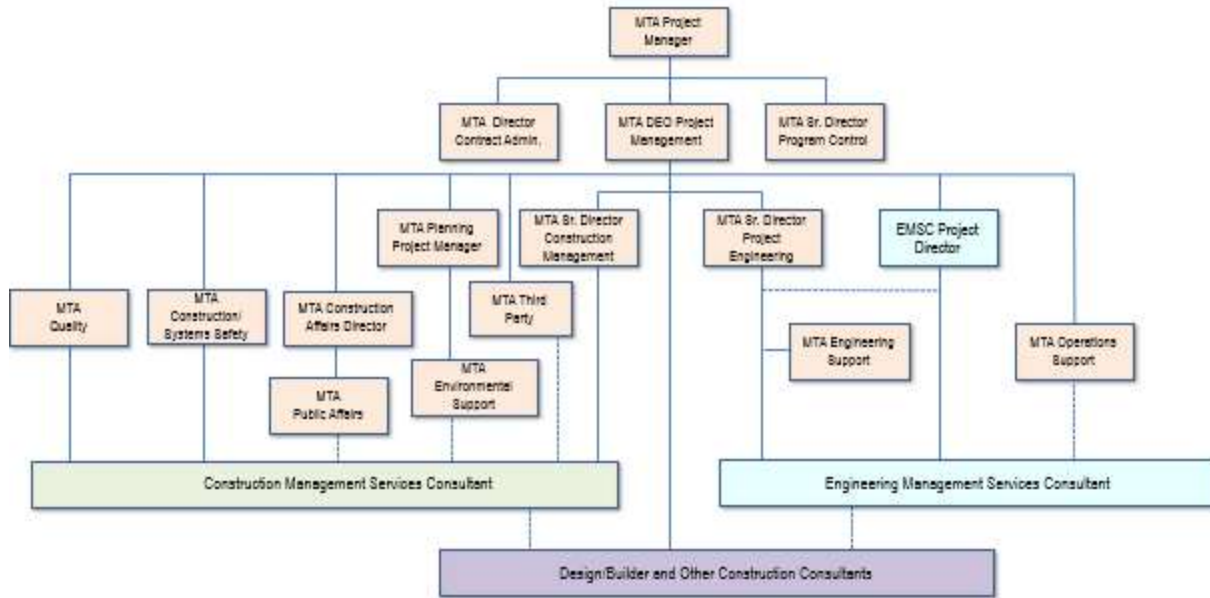 MTA Project
Manager
MTA Director
Contract Admin.
MTA DEO Project
Management
MTA Sr. Director
Program Control
MTA Planning
Project Manager
MTA Sr. Director
Construction
Management
MTA Sr. Director
Project
Engineering
EMSC Project
Director
MTA
Quality
MTA
Construction/
Systems Safety
MTA Construction
Affairs Director
MTA Third
Party
MTA Engineering
Support
MTA Operations
Support
MTA
Public Affairs
MTA
Environmental
Support
Construction Management Services Consultant
Engineering Management Services Consultant
Design/Builder and Other Construction Consultants